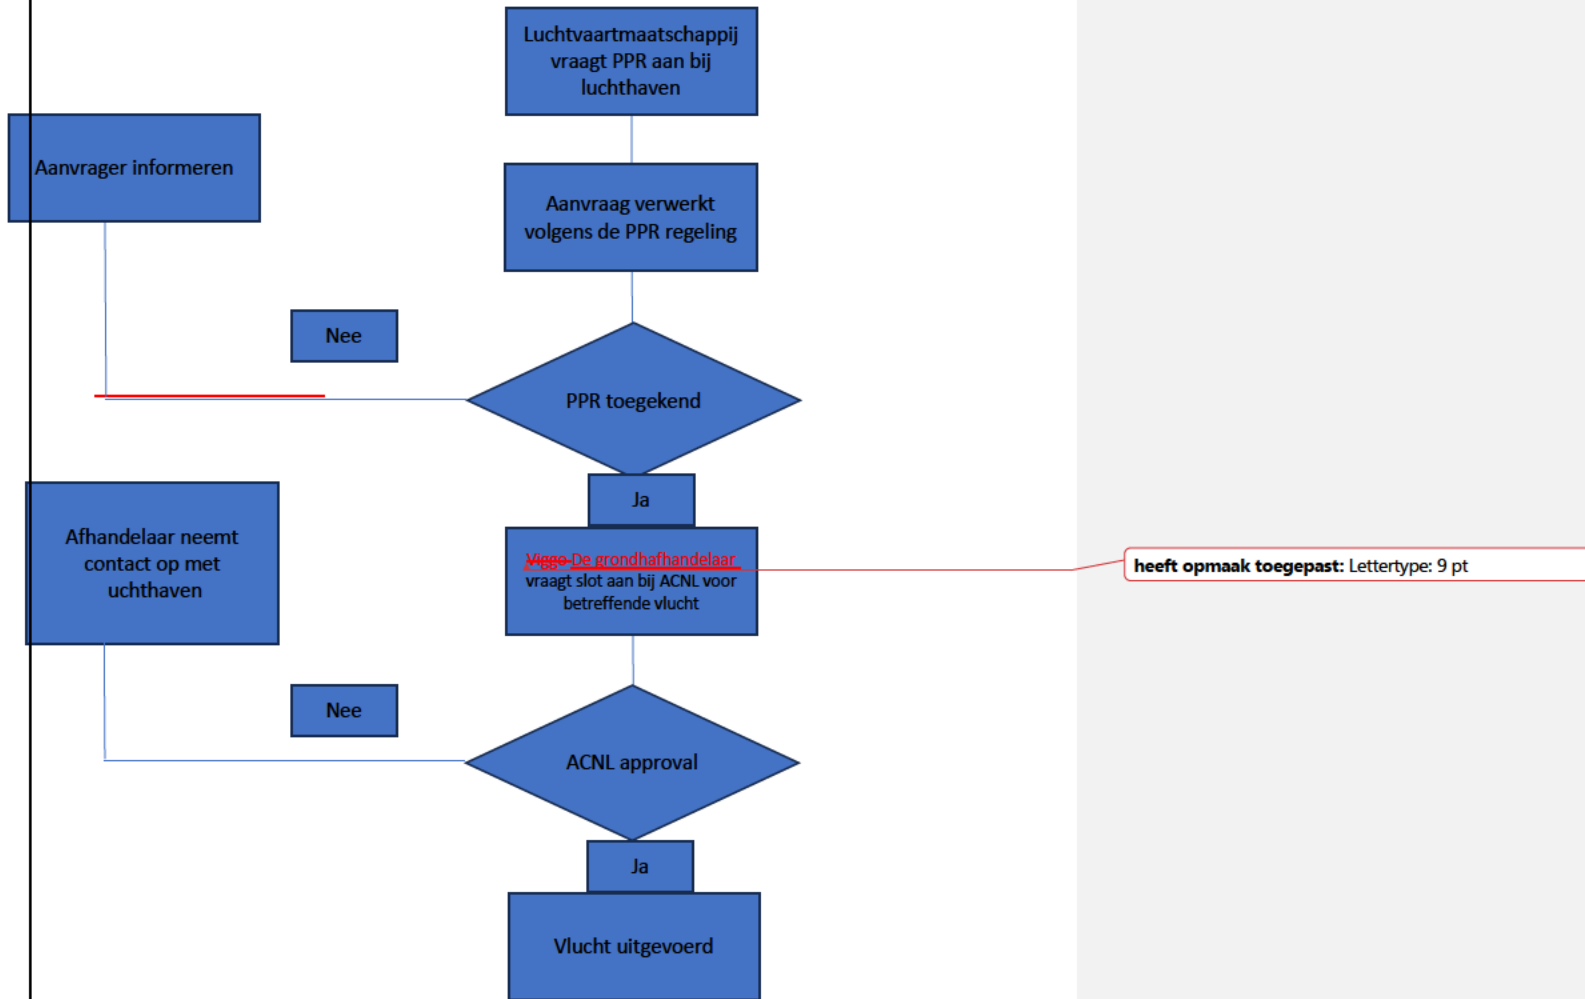 Luchtvaartmaatschappij
vraagt PPR aan bij
luchthaven
Aanvrager informeren
Aanvraag verwerkt
volgens de PPR regeling
Nee
PPR toegekend
Ja
Afhandelaar neemt
contact op met
uchthaven
Viggo De grondhafhandelaar
vraagt slot aan bij ACNL voor
betreffende vlucht
heeft opmaak toegepast: Lettertype: 9 pt
Nee
ACNL approval
Ja
Vlucht uitgevoerd